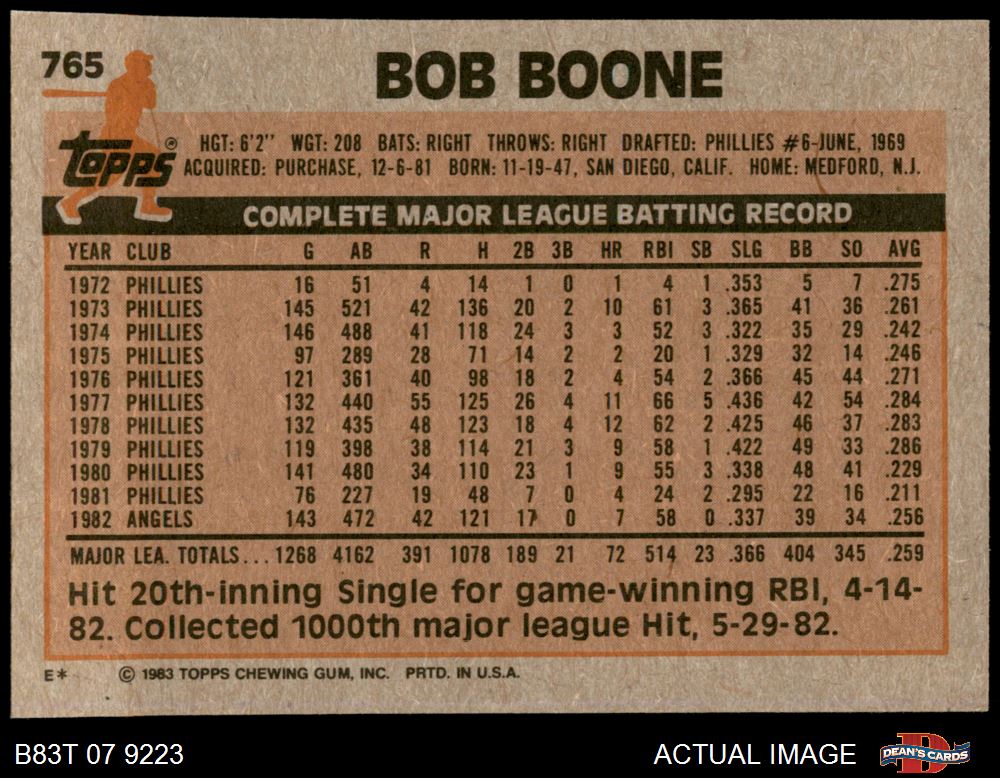 765
BOB BOONE
topps®
HGT: 6'2" WGT: 208 BATS: RIGHT THROWS: RIGHT DRAFTED: PHILLIES #6-JUNE, 1969
ACQUIRED: PURCHASE, 12-6-81 BORN: 11-19-47, SAN DIEGO, CALIF. HOME: MEDFORD, N.J.
COMPLETE MAJOR LEAGUE BATTING RECORD
YEAR CLUB G AB R H 2B 3B HR RBI SB SLG BB SO AVG
1972 PHILLIES 16 51 4 14 1 0 1 4 1 .353 5 7 .275
1973 PHILLIES 145 521 42 136 20 2 10 61 3 .365 41 36 .261
1974 PHILLIES 146 488 41 118 24 3 3 52 3 .322 35 29 .242
1975 PHILLIES 97 289 28 71 14 2 2 20 1 .329 32 14 .246
1976 PHILLIES 121 361 40 98 18 2 4 54 2 .366 45 44 .271
1977 PHILLIES 132 440 55 125 26 4 11 66 5 .436 42 54 .284
1978 PHILLIES 132 435 48 123 18 4 12 62 2 .425 46 37 .283
1979 PHILLIES 119 398 38 114 21 3 9 58 1 .422 49 33 .286
1980 PHILLIES 141 480 34 110 23 1 9 55 3 .338 48 41 .229
1981 PHILLIES 76 227 19 48 7 0 4 24 2 .295 22 16 .211
1982 ANGELS 143 472 42 121 17 0 7 58 0 .337 39 34 .256
MAJOR LEA. TOTALS... 1268 4162 391 1078 189 21 72 514 23 .366 404 345 .259
Hit 20th-inning Single for game-winning RBI, 4-14-
82. Collected 1000th major league Hit, 5-29-82.
E* © 1983 TOPPS CHEWING GUM, INC. PRTD. IN U.S.A.
B83T 07 9223 ACTUAL IMAGE DEAN'S CARDS